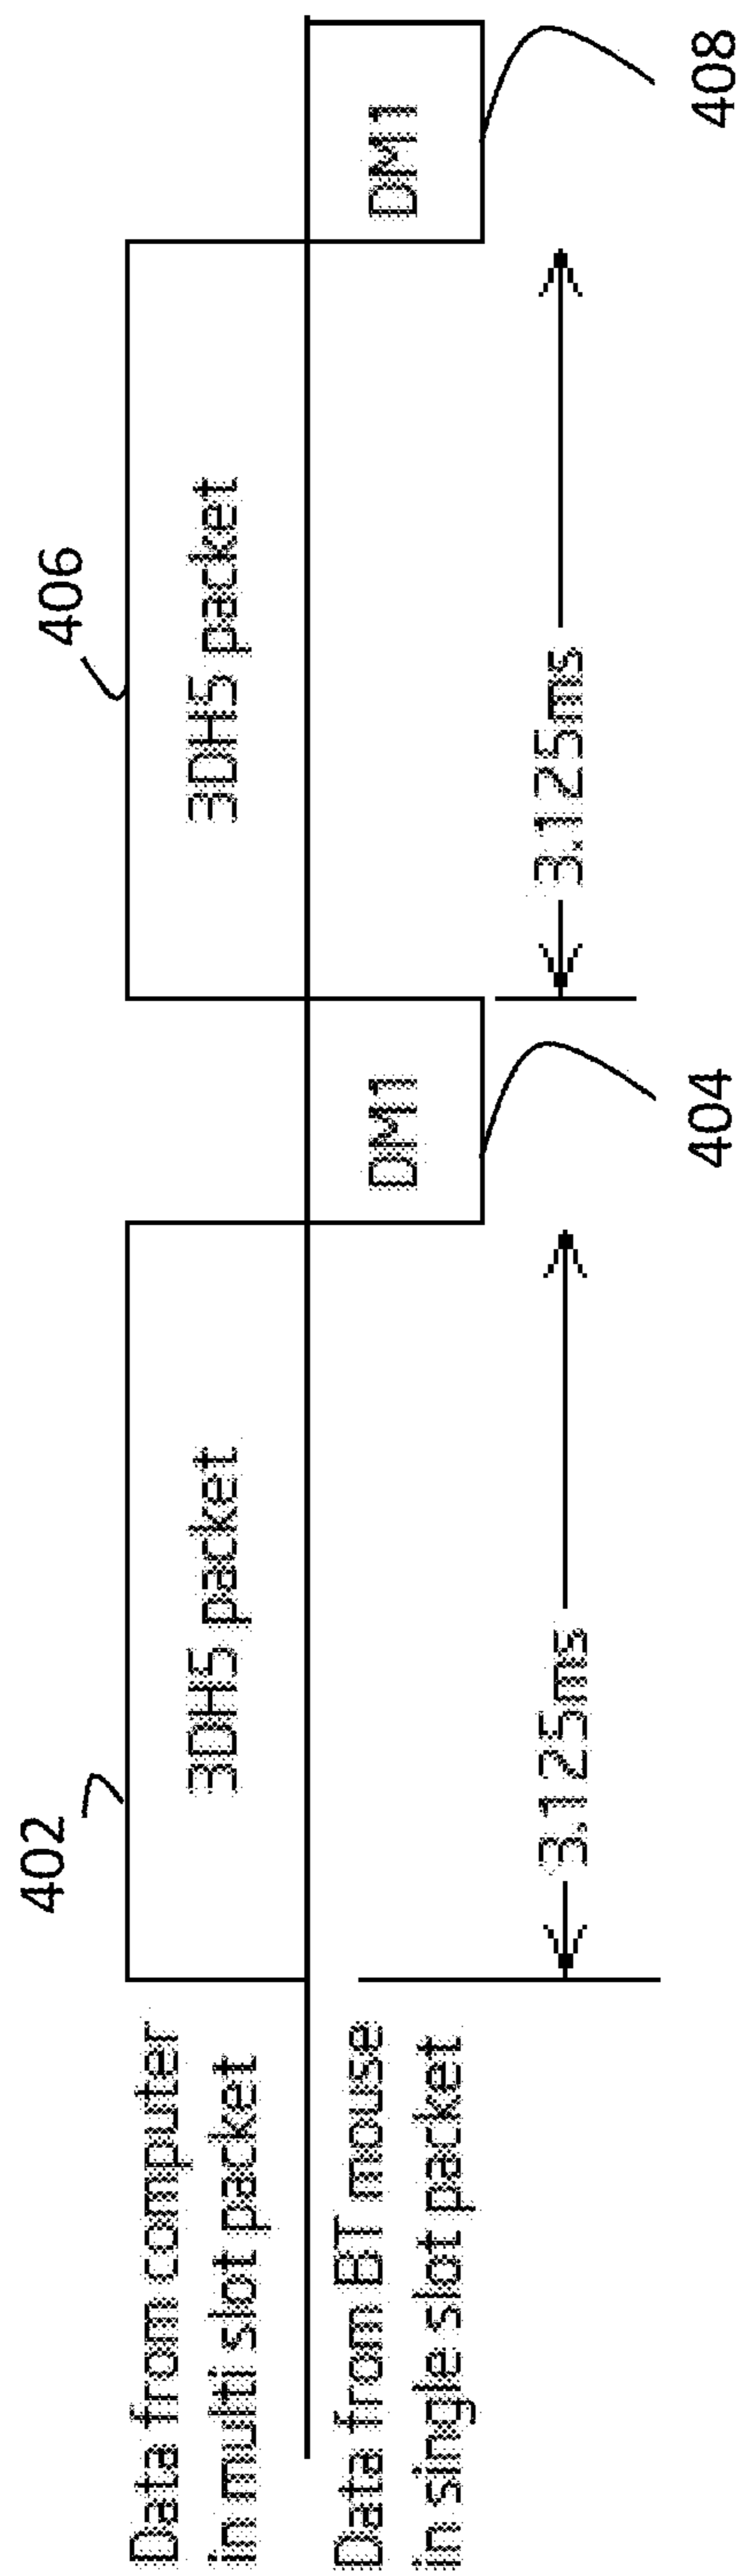 402
406
Data from computer
in multi slot packet
3DH5 packet
3DH5 packet
Data from BT mouse
in single slot packet
DM1
DM1
3.125ms
3.125ms
404
408